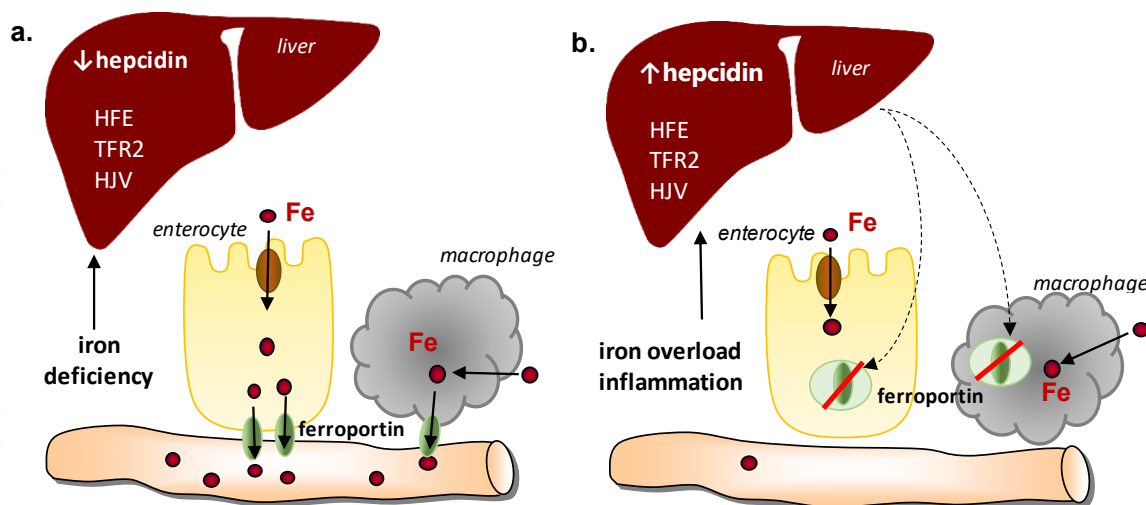 a.
↓ hepcidin
liver
HFE
TFR2
HJV
Fe
enterocyte
macrophage
Fe
iron
deficiency
ferroportin
b.
↑ hepcidin
liver
HFE
TFR2
HJV
Fe
enterocyte
macrophage
iron overload
inflammation
ferroportin
Fe